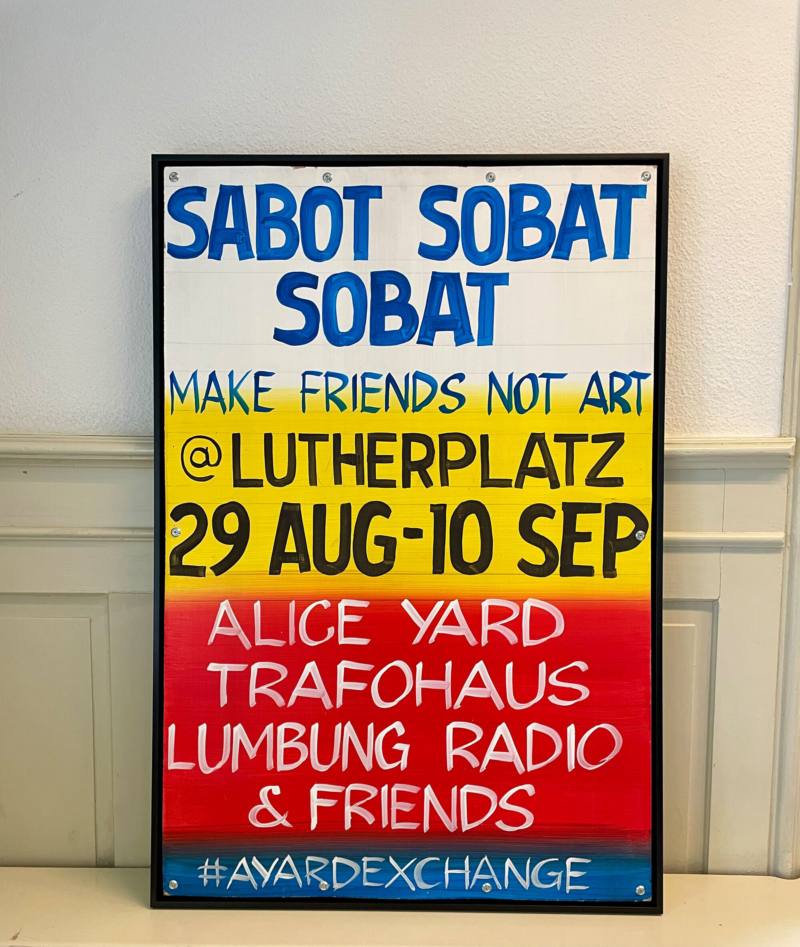 SABOT SOBAT
SOBAT
MAKE FRIENDS NOT ART
@LUTHERPLATZ
29 AUG-10 SEP
ALICE YARD
TRAFOHAUS
LUMBUNG RADIO
& FRIENDS
#AYARDEXCHANGE